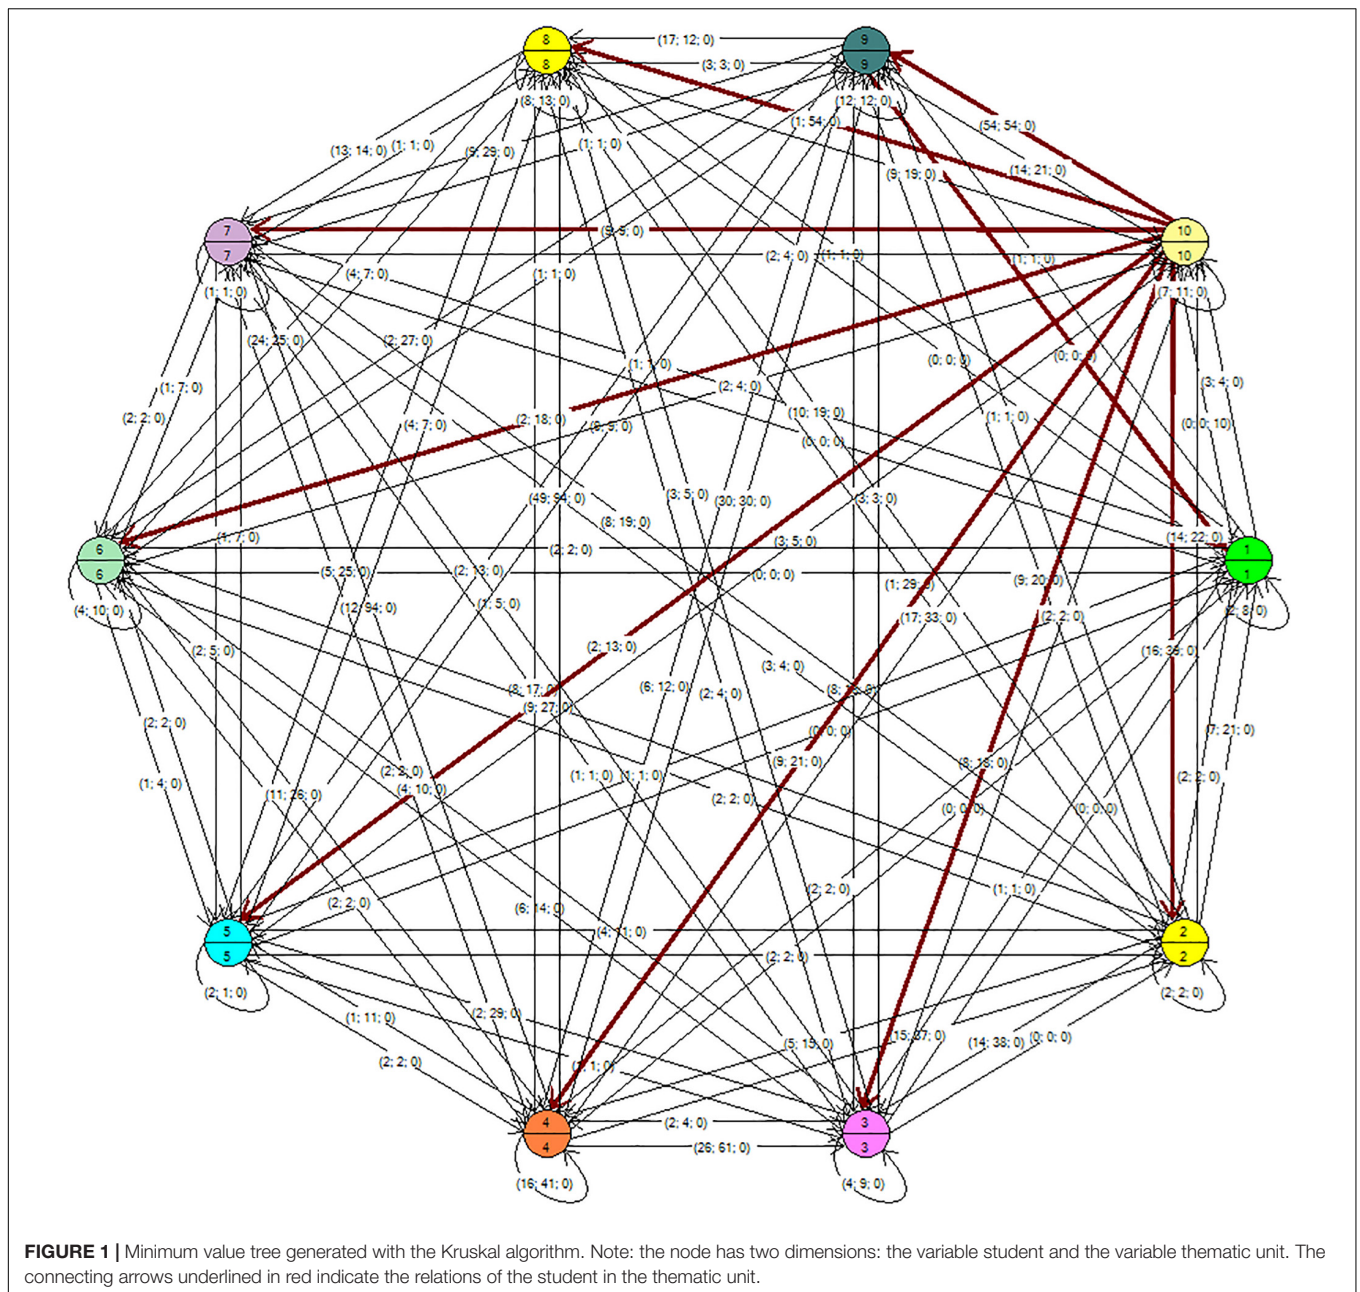 8
8
9
9
(17; 12; 0)
(3; 3; 0)
(8; 13; 0)
(12; 12; 0)
(1; 54; 0)
(54; 54; 0)
(13; 14; 0)
(1; 1; 0)
(9; 29; 0)
(1; 1; 0)
(9; 19; 0)
(14; 21; 0)
7
7
10
10
(9; 9; 0)
(2; 4; 0)
(1; 1; 0)
(1; 1; 0)
(1; 1; 0)
(4; 7; 0)
(1; 1; 0)
(7; 11; 0)
(24; 25; 0)
(2; 27; 0)
(0; 0; 0)
(0; 0; 0)
(1; 7; 0)
(2; 4; 0)
(3; 4; 0)
(2; 2; 0)
(2; 18; 0)
(4; 7; 0)
(10; 19; 0)
(1; 1; 0)
(0; 0; 10)
(0; 0; 0)
(49; 94; 0)
(3; 5; 0)
(30; 30; 0)
(3; 3; 0)
(8; 19; 0)
(1; 7; 0)
(3; 5; 0)
(14; 22; 0)
6
6
(2; 2; 0)
1
1
(5; 25; 0)
(2; 13; 0)
(0; 0; 0)
(1; 29; 0)
(9; 20; 0)
(4; 10; 0)
(12; 94; 0)
(1; 5; 0)
(17; 33; 0)
(2; 2; 0)
(2; 8; 0)
(2; 5; 0)
(2; 13; 0)
(3; 4; 0)
(16; 39; 0)
(8; 17; 0)
(6; 12; 0)
(2; 4; 0)
(9; 27; 0)
(2; 2; 0)
(0; 0; 0)
(7; 21; 0)
(1; 4; 0)
(2; 2; 0)
(9; 21; 0)
(8; 18; 0)
(4; 10; 0)
(11; 26; 0)
(1; 1; 0)
(1; 1; 0)
(2; 2; 0)
(2; 2; 0)
(0; 0; 0)
(0; 0; 0)
(2; 2; 0)
(6; 14; 0)
(2; 2; 0)
(1; 1; 0)
5
5
(4; 11; 0)
(2; 2; 0)
2
2
(2; 1; 0)
(2; 2; 0)
(1; 11; 0)
(2; 29; 0)
(5; 15; 0)
(15; 37; 0)
(14; 38; 0)
(0; 0; 0)
(2; 2; 0)
(1; 1; 0)
4
4
(2; 4; 0)
(26; 61; 0)
3
3
(16; 41; 0)
(4; 9; 0)
FIGURE 1 | Minimum value tree generated with the Kruskal algorithm. Note: the node has two dimensions: the variable student and the variable thematic unit. The
connecting arrows underlined in red indicate the relations of the student in the thematic unit.